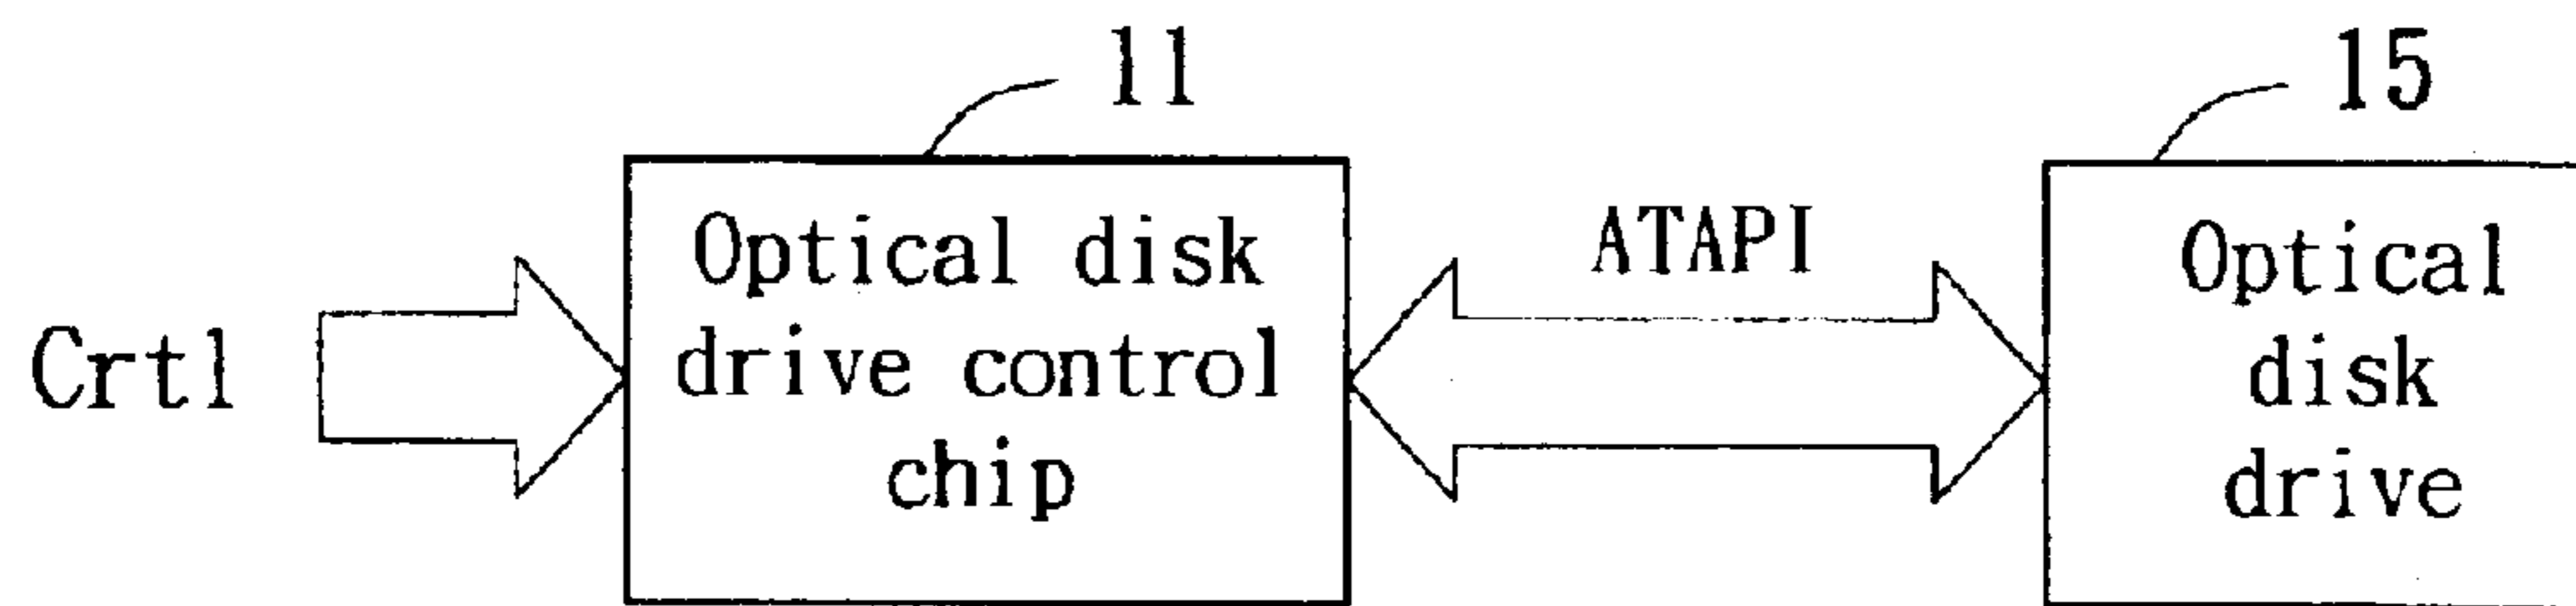 11
15
Crtl
Optical disk
drive control
chip
ATAPI
Optical
disk
drive